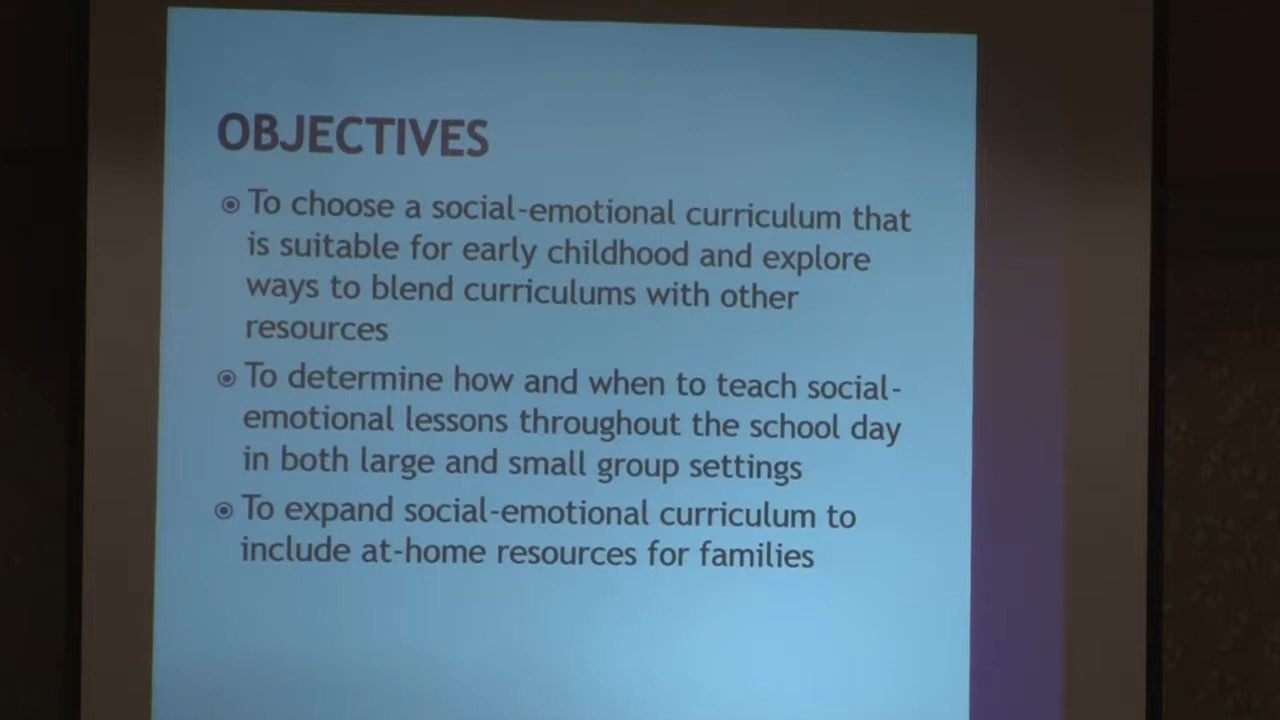 OBJECTIVES
To choose a social-emotional curriculum that
is suitable for early childhood and explore
ways to blend curriculums with other
resources
To determine how and when to teach social-
emotional lessons throughout the school day
in both large and small group settings
To expand social-emotional curriculum to
include at-home resources for families